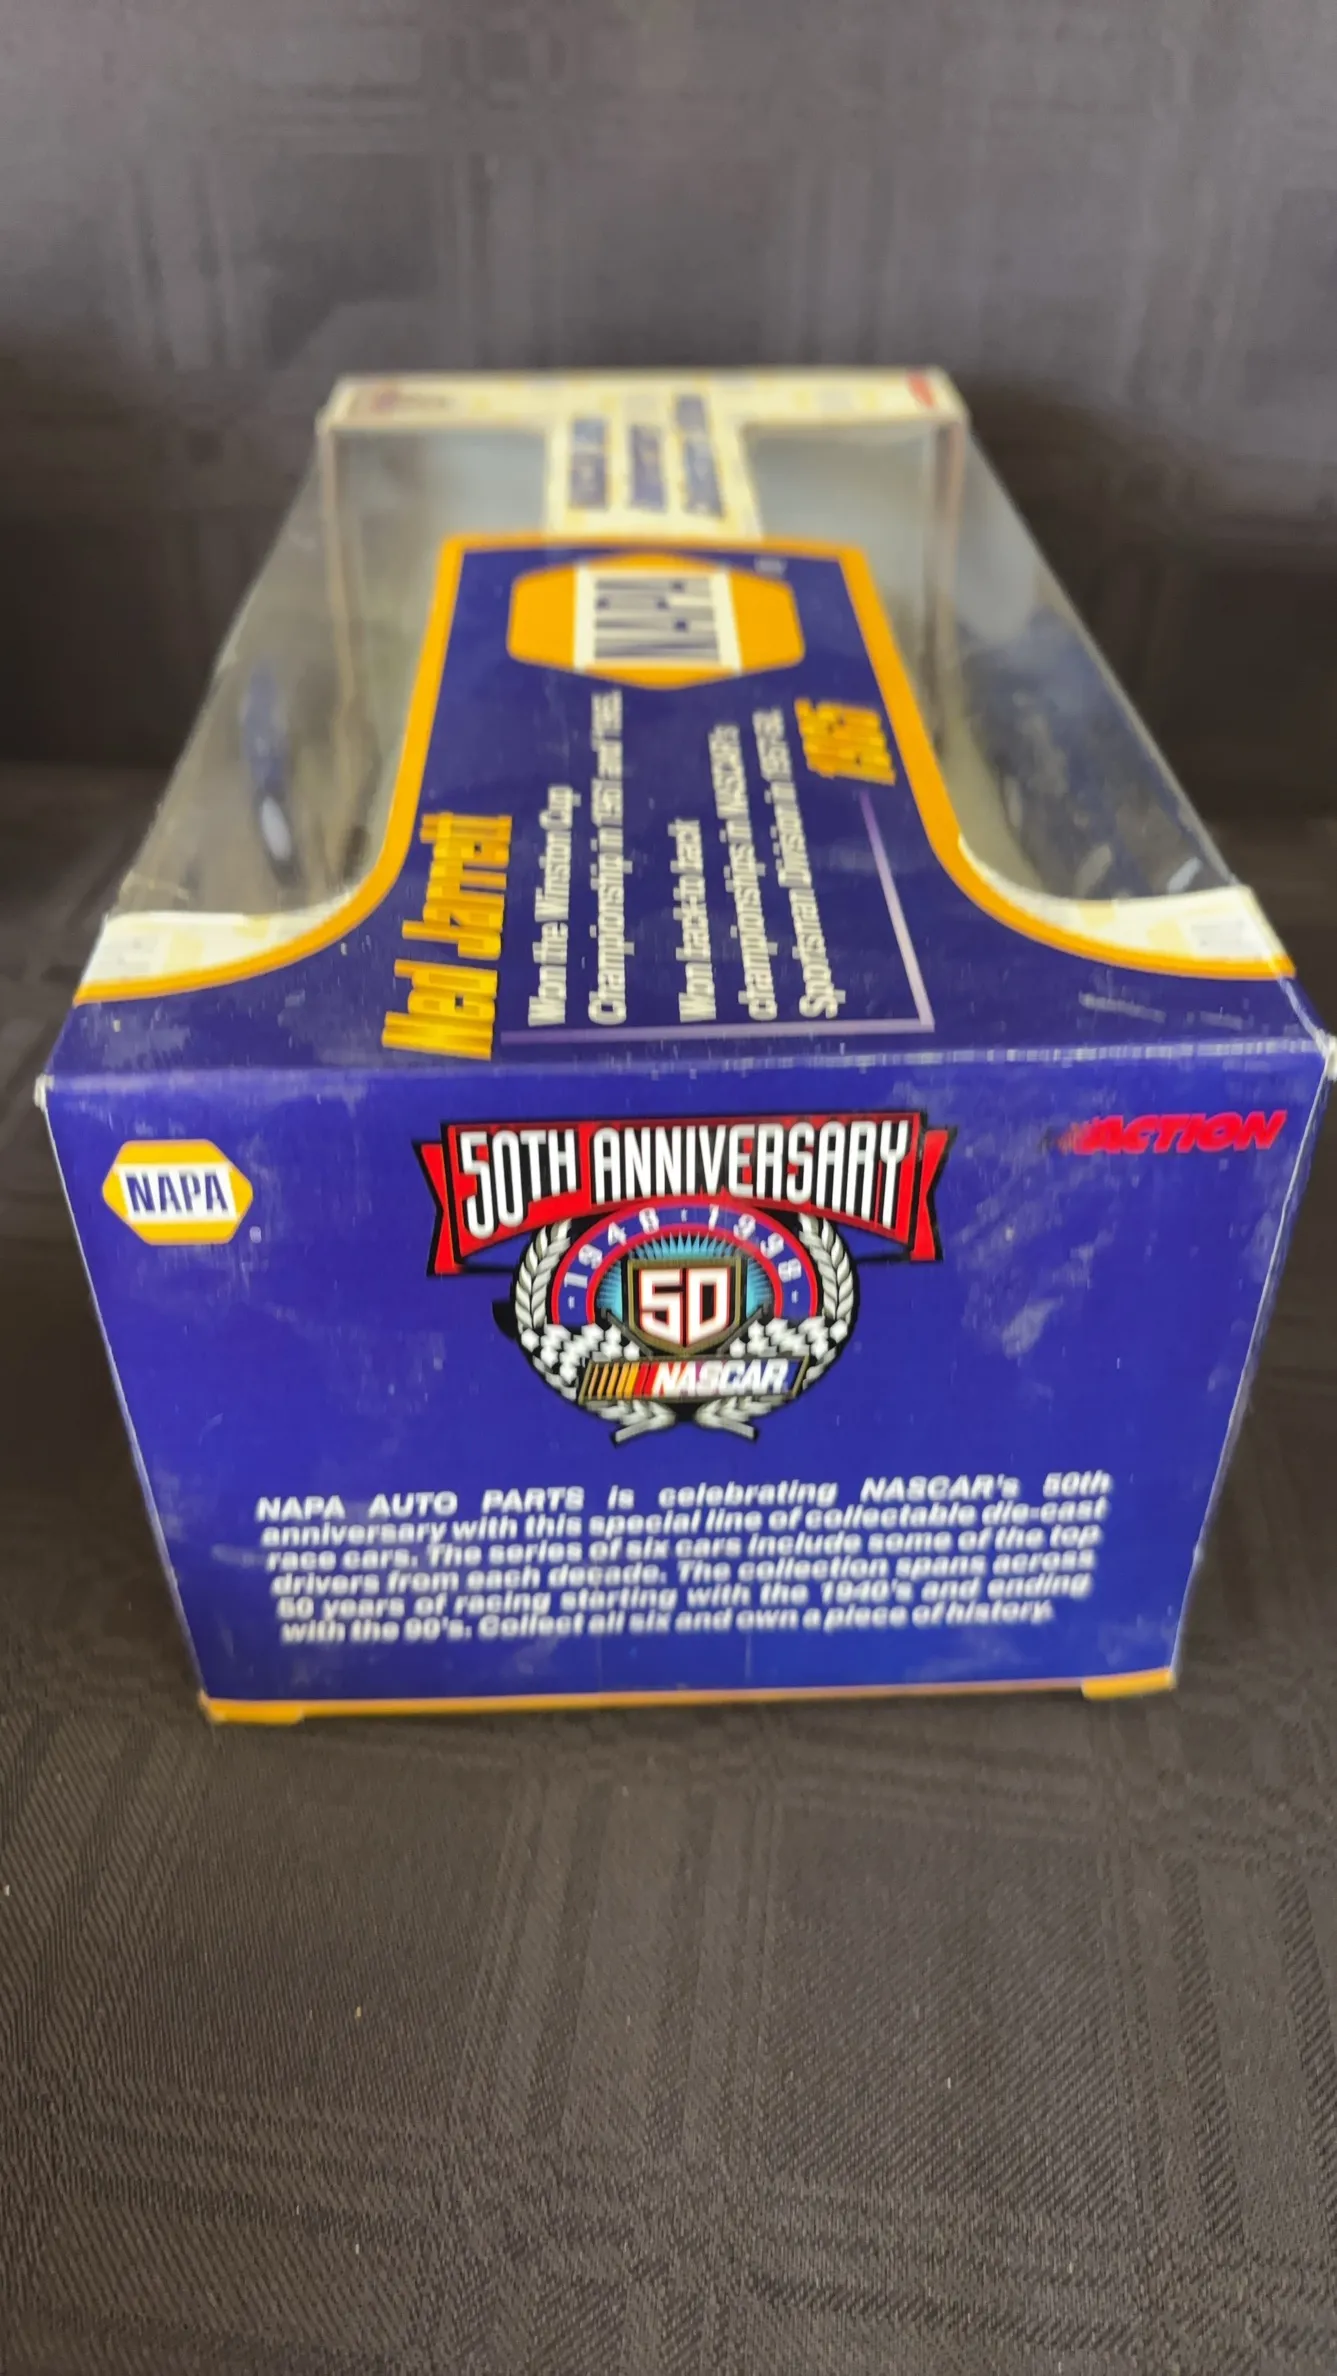 NAPA
Ned Jarrett
Won the Winston Cup
Championship in 1961 and 1965.
Won back-to back
championships in NASCAR's
Sportsman Division in 1957-58.
1965
NAPA
50TH ANNIVERSARY
ACTION
· 1948 · 1998 ·
50
NASCAR
NAPA AUTO PARTS is celebrating NASCAR's 50th
anniversary with this special line of collectable die-cast
race cars. The series of six cars include some of the top
drivers from each decade. The collection spans across
50 years of racing starting with the 1940's and ending
with the 90's. Collect all six and own a piece of history.